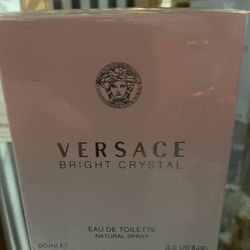 VERSACE
BRIGHT CRYSTAL
EAU DE TOILETTE
NATURAL SPRAY
90 ml e 3.0 US fl.oz.